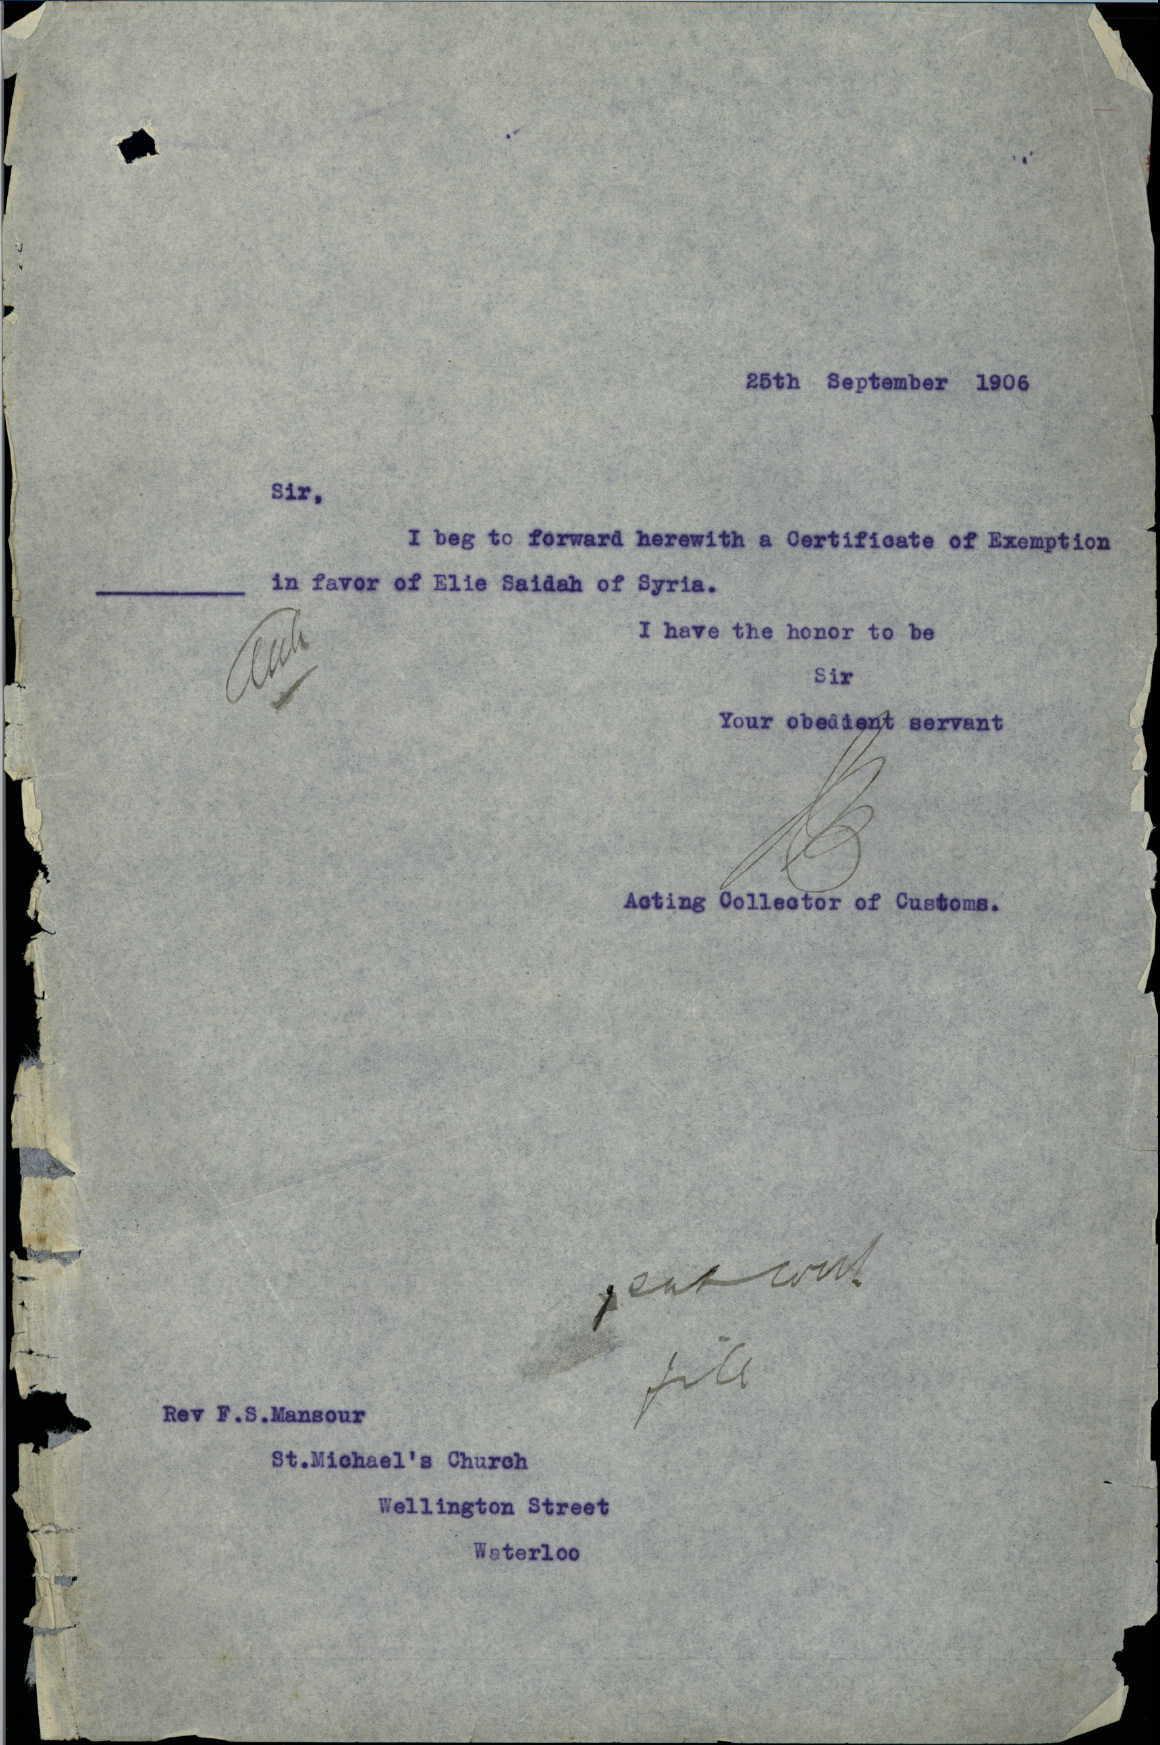 25th September 1906
Sir,
I beg to forward herewith a Certificate of Exemption
in favor of Elie Saidah of Syria.
I have the honor to be
Sir
Your obedient servant
Acting Collector of Customs.
file
Rev F.S.Mansour
St.Michael's Church
Wellington Street
Waterloo